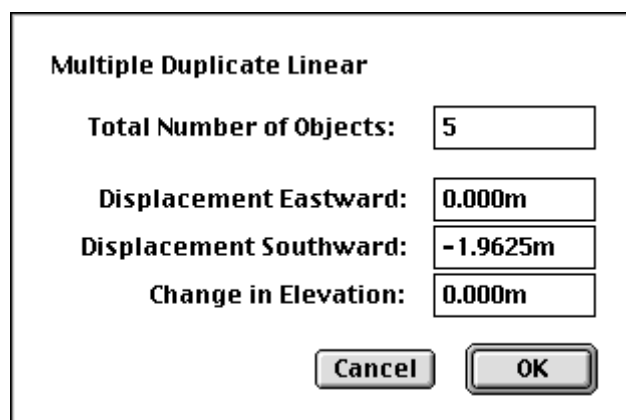 Multiple Duplicate Linear
Total Number of Objects: 5
Displacement Eastward: 0.000m
Displacement Southward: -1.9625m
Change in Elevation: 0.000m
Cancel OK